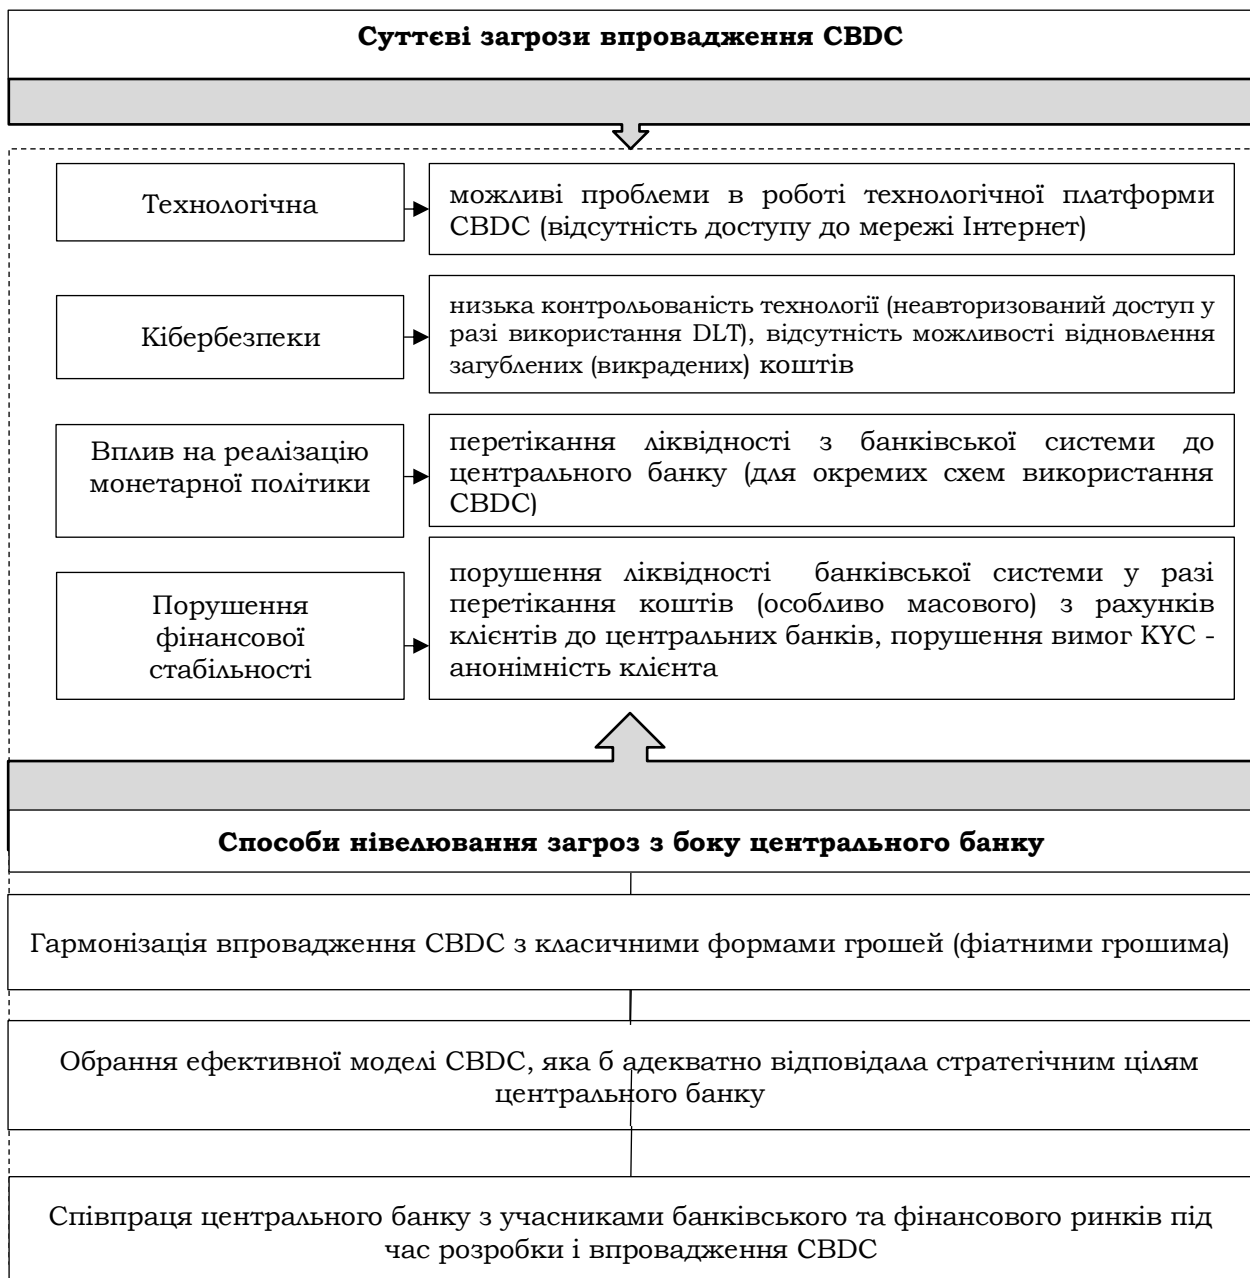 Суттєві загрози впровадження CBDC
Технологічна
можливі проблеми в роботі технологічної платформи
CBDC (відсутність доступу до мережі Інтернет)
Кібербезпеки
низька контрольованість технології (неавторизований доступ у
разі використання DLT), відсутність можливості відновлення
загублених (викрадених) коштів
Вплив на реалізацію
монетарної політики
перетікання ліквідності з банківської системи до
центрального банку (для окремих схем використання
CBDC)
Порушення
фінансової
стабільності
порушення ліквідності банківської системи у разі
перетікання коштів (особливо масового) з рахунків
клієнтів до центральних банків, порушення вимог KYC -
анонімність клієнта
Способи нівелювання загроз з боку центрального банку
Гармонізація впровадження CBDC з класичними формами грошей (фіатними грошима)
Обрання ефективної моделі CBDC, яка б адекватно відповідала стратегічним цілям
центрального банку
Співпраця центрального банку з учасниками банківського та фінансового ринків під
час розробки і впровадження CBDC